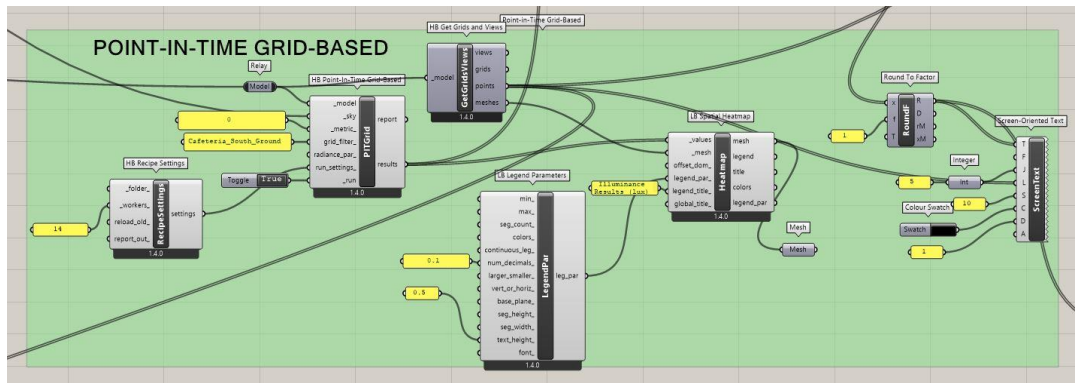 POINT-IN-TIME GRID-BASED
HB Get Grids and Views
Point-in-Time Grid-Based
_model
GetGridsViews
views
grids
points
meshes
1.4.0
Relay
Model
HB Point-In-Time Grid-Based
_model
_sky
_metric_
grid_filter_
radiance_par_
run_settings_
_run
PITGrid
report
results
1.4.0
0
Cafeteria_South_Ground
Toggle
True
HB Recipe Settings
_folder_
_workers_
reload_old_
report_out_
RecipeSettings
settings
1.4.0
14
LB Legend Parameters
min_
max_
seg_count_
colors_
continuous_leg_
num_decimals_
larger_smaller_
vert_or_horiz_
base_plane_
seg_height_
seg_width_
text_height_
font_
LegendPar
leg_par
1.4.0
0.1
0.5
Illuminance
Results (lux)
LB Spatial Heatmap
_values
_mesh
offset_dom_
legend_par_
legend_title_
global_title_
Heatmap
mesh
legend
title
colors
legend_par
1.4.0
Mesh
Mesh
Round To Factor
x
f
T
RoundF
R
D
rM
xM
1
Screen-Oriented Text
T
F
J
L
S
C
D
A
ScreenText
Integer
5
Int
10
Colour Swatch
Swatch
1